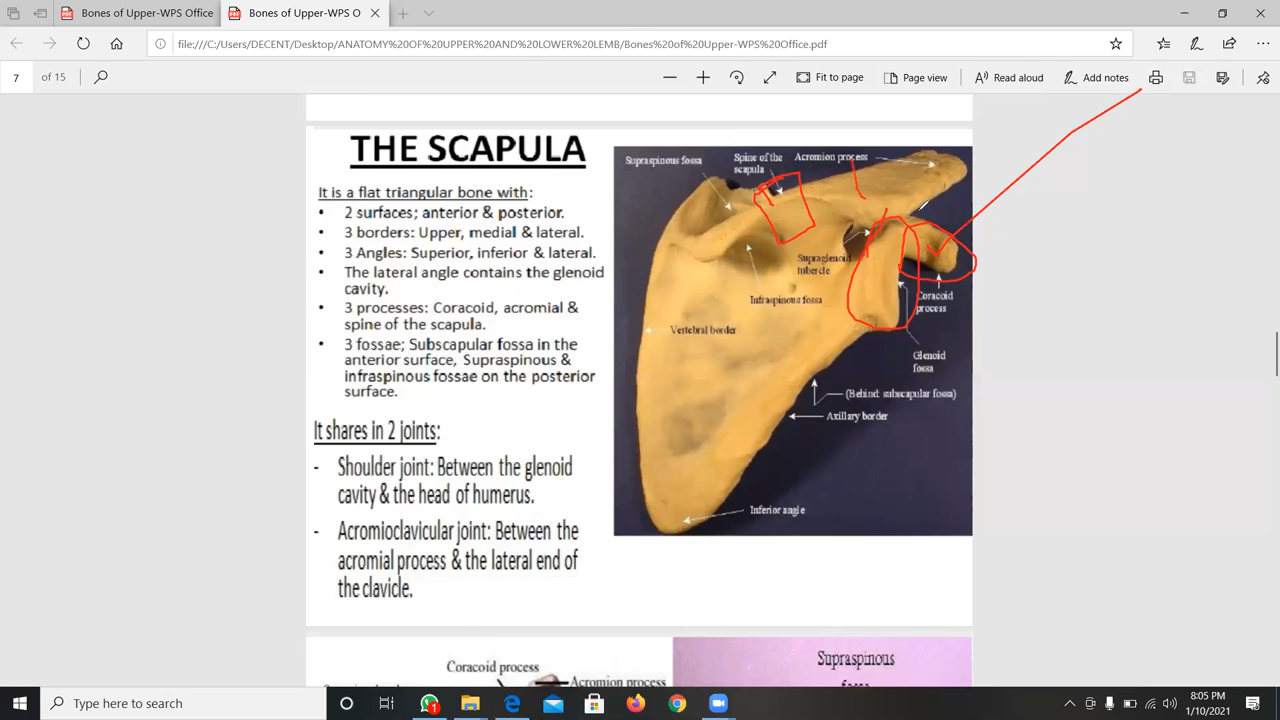 Bones of Upper-WPS Office
Bones of Upper-WPS O
file:///C:/Users/DECENT/Desktop/ANATOMY%20OF%20UPPER%20AND%20LOWER%20LEMB/Bones%20of%20Upper-WPS%20Office.pdf
7 of 15
Fit to page
Page view
Read aloud
Add notes
THE SCAPULA
It is a flat triangular bone with:
• 2 surfaces; anterior & posterior.
• 3 borders: Upper, medial & lateral.
• 3 Angles: Superior, inferior & lateral.
• The lateral angle contains the glenoid
cavity.
• 3 processes: Coracoid, acromial &
spine of the scapula.
• 3 fossae; Subscapular fossa in the
anterior surface, Supraspinous &
infraspinous fossae on the posterior
surface.
It shares in 2 joints:
- Shoulder joint: Between the glenoid
cavity & the head of humerus.
- Acromioclavicular joint: Between the
acromial process & the lateral end of
the clavicle.
Supraspinous fossa
Spine of the
scapula
Acromion process
Supraglenoid
tubercle
Infraspinous fossa
Coracoid
process
Vertebral border
Glenoid
fossa
(Behind: subscapular fossa)
Axillary border
Inferior angle
Coracoid process
Acromion process
Supraspinous
Type here to search
1
8:05 PM
1/10/2021